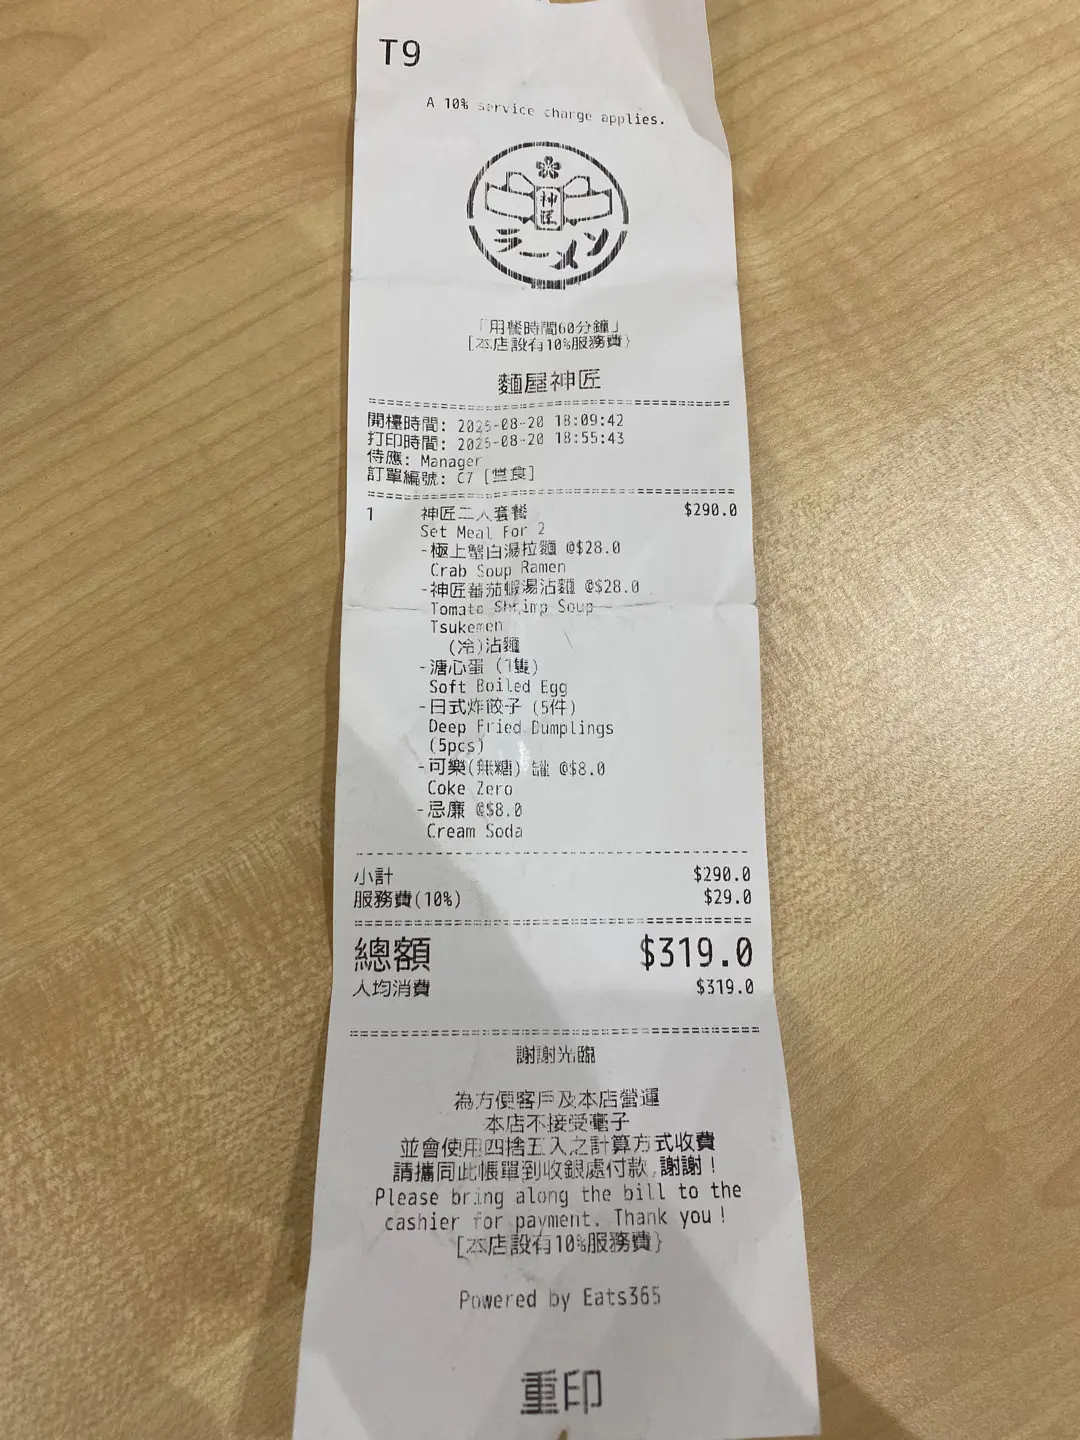 T9
A 10% service charge applies.
神匠
ラーメン
「用餐時間60分鐘」
[本店設有10%服務費}
麵屋神匠
開檯時間: 2025-08-20 18:09:42
打印時間: 2025-08-20 18:55:43
侍應: Manager
訂單編號: C7 [堂食]
1 神匠二人套餐 $290.0
Set Meal For 2
-極上蟹白湯拉麵 @$28.0
Crab Soup Ramen
-神匠蕃茄蝦湯沾麵 @$28.0
Tomato Shrimp Soup
Tsukemen
(冷)沾麵
-溏心蛋 (1隻)
Soft Boiled Egg
-日式炸餃子 (5件)
Deep Fried Dumplings
(5pcs)
-可樂(無糖) 罐 @$8.0
Coke Zero
-忌廉 @$8.0
Cream Soda
小計 $290.0
服務費(10%) $29.0
總額 $319.0
人均消費 $319.0
謝謝光臨
為方便客戶及本店營運
本店不接受毫子
並會使用四捨五入之計算方式收費
請攜同此帳單到收銀處付款,謝謝！
Please bring along the bill to the
cashier for payment. Thank you！
[本店設有10%服務費}
Powered by Eats365
重印